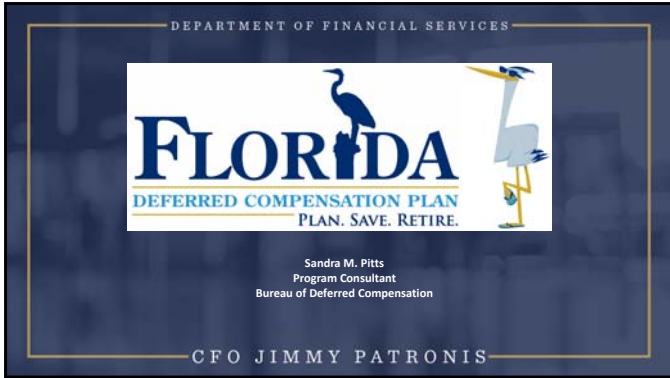 DEPARTMENT OF FINANCIAL SERVICES
FLORIDA
DEFERRED COMPENSATION PLAN
PLAN. SAVE. RETIRE.
Sandra M. Pitts
Program Consultant
Bureau of Deferred Compensation
CFO JIMMY PATRONIS